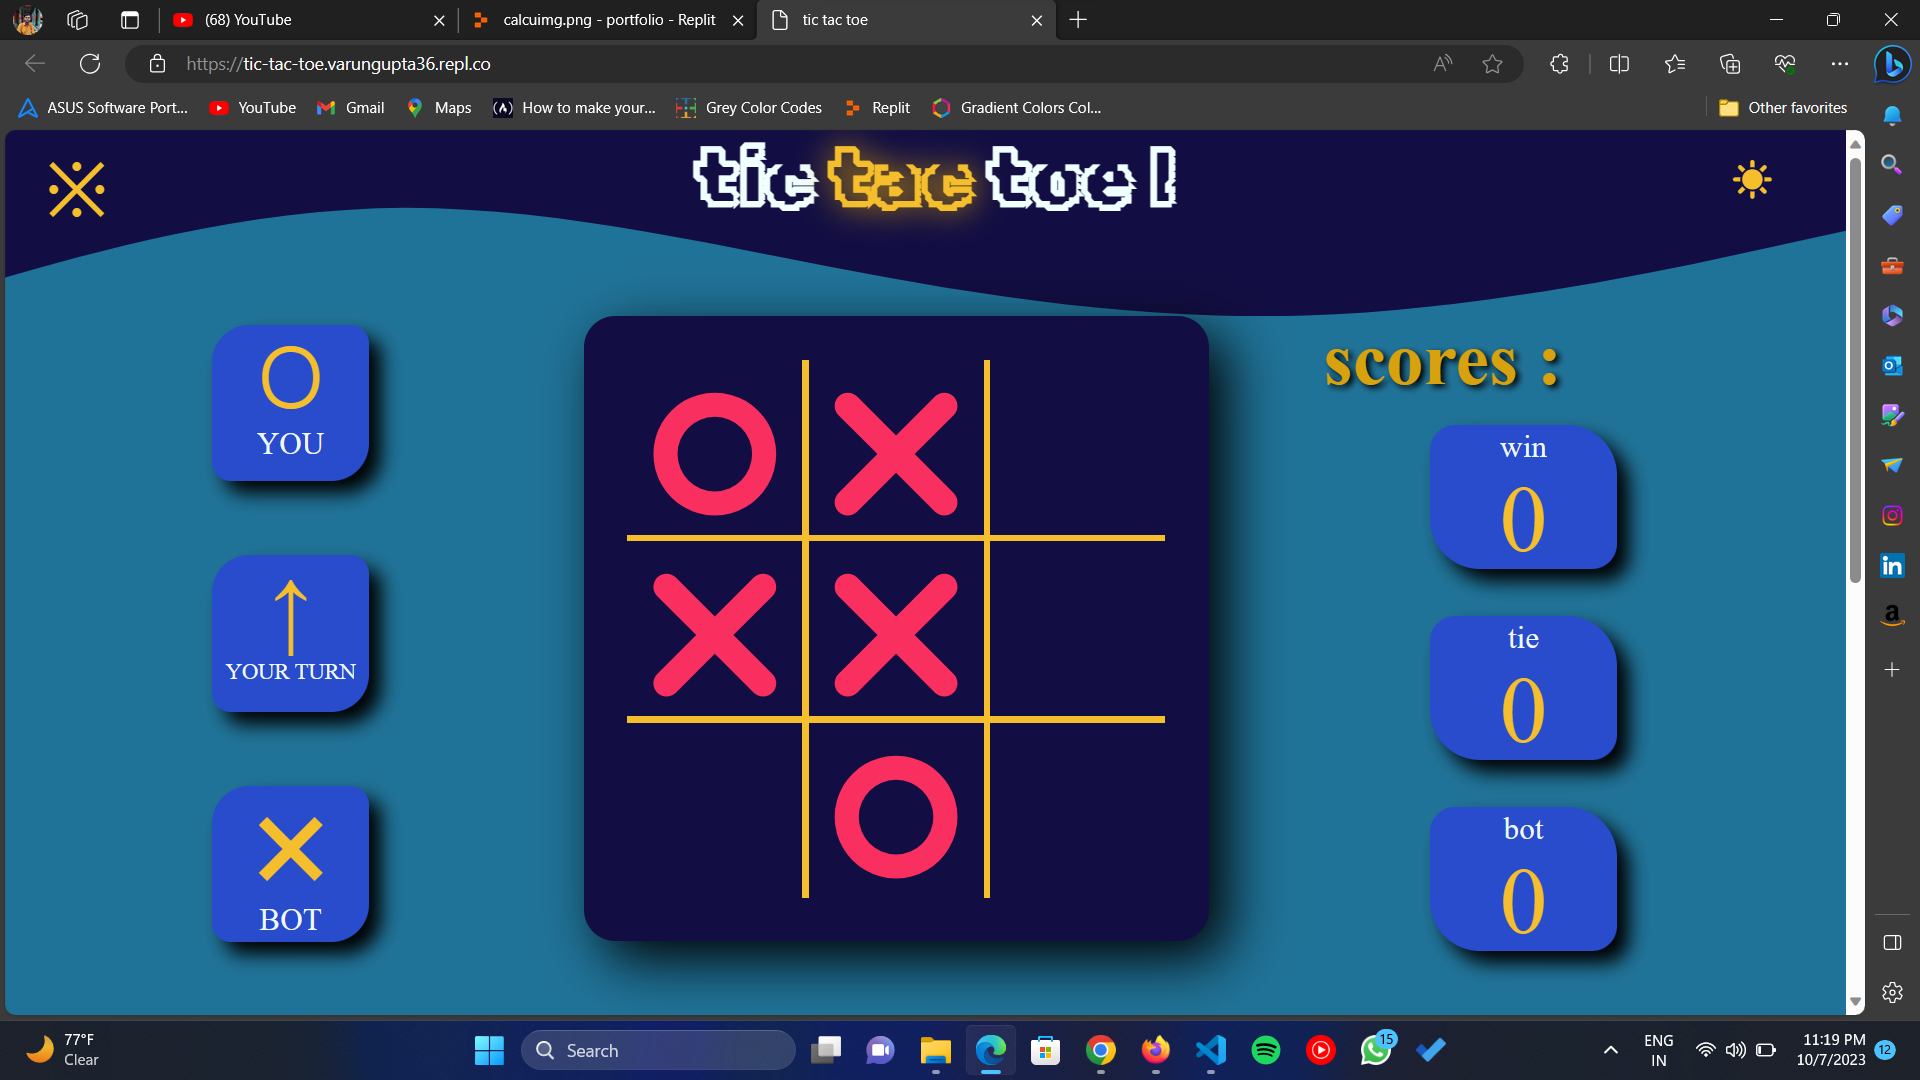 (68) YouTube
calcuimg.png - portfolio - Replit
tic tac toe
https://tic-tac-toe.varungupta36.repl.co
ASUS Software Port...
YouTube
Gmail
Maps
How to make your...
Grey Color Codes
Replit
Gradient Colors Col...
Other favorites
tic tac toe !
O
YOU
YOUR TURN
BOT
scores :
win
0
tie
0
bot
0
77°F
Clear
Search
15
ENG
IN
11:19 PM
10/7/2023
12